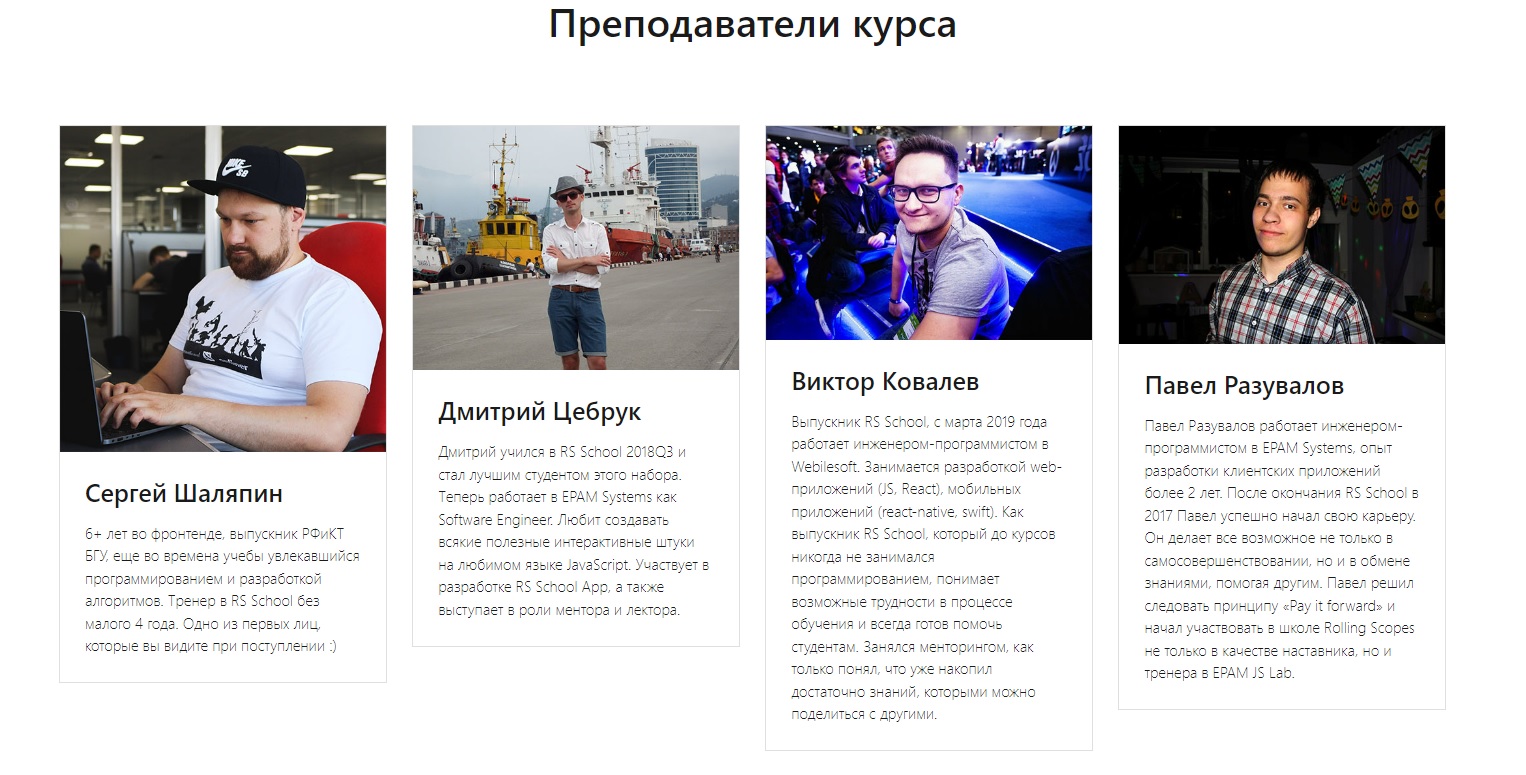 Преподаватели курса
NIKE
SB
Сергей Шаляпин
6+ лет во фронтенде, выпускник РФиКТ
БГУ, еще во времена учебы увлекавшийся
программированием и разработкой
алгоритмов. Тренер в RS School без
малого 4 года. Одно из первых лиц,
которые вы видите при поступлении :)
Дмитрий Цебрук
Дмитрий учился в RS School 2018Q3 и
стал лучшим студентом этого набора.
Теперь работает в EPAM Systems как
Software Engineer. Любит создавать
всякие полезные интерактивные штуки
на любимом языке JavaScript. Участвует в
разработке RS School App, а также
выступает в роли ментора и лектора.
Виктор Ковалев
Выпускник RS School, с марта 2019 года
работает инженером-программистом в
Webilesoft. Занимается разработкой web-
приложений (JS, React), мобильных
приложений (react-native, swift). Как
выпускник RS School, который до курсов
никогда не занимался
программированием, понимает
возможные трудности в процессе
обучения и всегда готов помочь
студентам. Занялся менторингом, как
только понял, что уже накопил
достаточно знаний, которыми можно
поделиться с другими.
Павел Разувалов
Павел Разувалов работает инженером-
программистом в EPAM Systems, опыт
разработки клиентских приложений
более 2 лет. После окончания RS School в
2017 Павел успешно начал свою карьеру.
Он делает все возможное не только в
самосовершенствовании, но и в обмене
знаниями, помогая другим. Павел решил
следовать принципу «Pay it forward» и
начал участвовать в школе Rolling Scopes
не только в качестве наставника, но и
тренера в EPAM JS Lab.